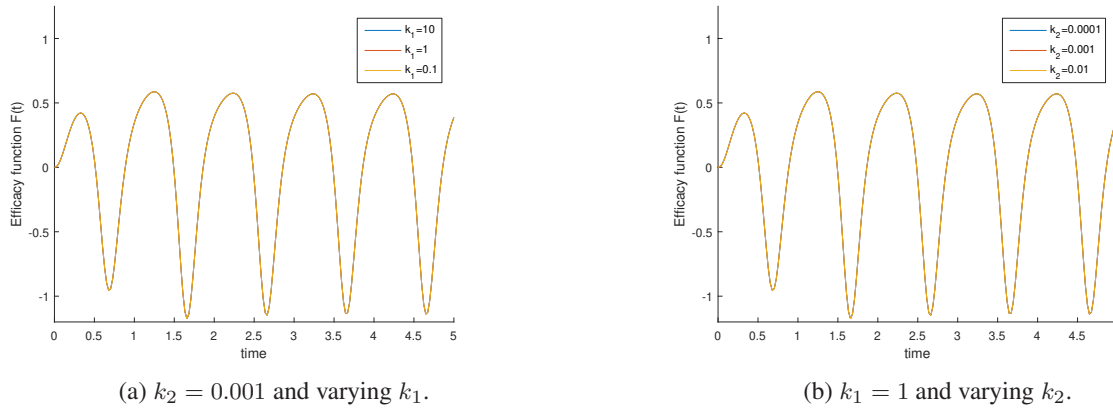 Efficacy function F(t)
1
0.5
0
-0.5
-1
0
0.5
1
1.5
2
2.5
3
3.5
4
4.5
5
time
k1=10
k1=1
k1=0.1
(a) k2 = 0.001 and varying k1.
Efficacy function F(t)
1
0.5
0
-0.5
-1
0
0.5
1
1.5
2
2.5
3
3.5
4
4.5
time
k2=0.0001
k2=0.001
k2=0.01
(b) k1 = 1 and varying k2.